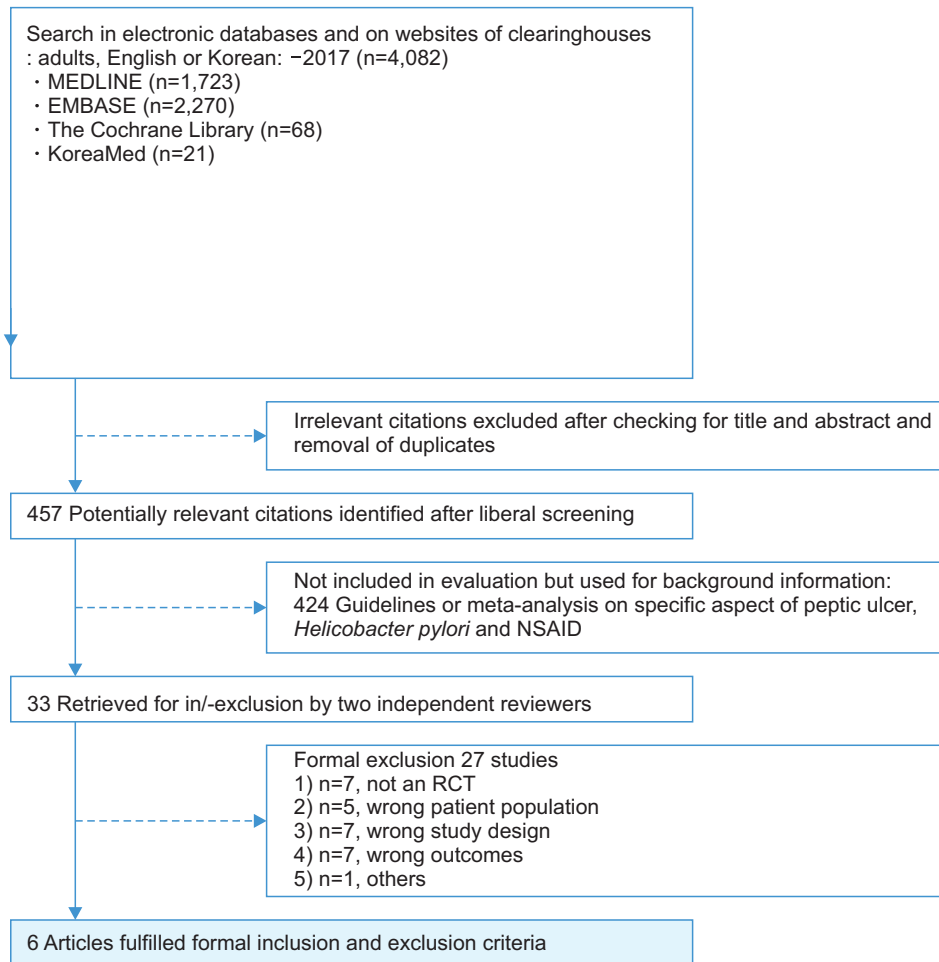 Search in electronic databases and on websites of clearinghouses
: adults, English or Korean: −2017 (n=4,082)
· MEDLINE (n=1,723)
· EMBASE (n=2,270)
· The Cochrane Library (n=68)
· KoreaMed (n=21)
Irrelevant citations excluded after checking for title and abstract and
removal of duplicates
457 Potentially relevant citations identified after liberal screening
Not included in evaluation but used for background information:
424 Guidelines or meta-analysis on specific aspect of peptic ulcer,
Helicobacter pylori and NSAID
33 Retrieved for in/-exclusion by two independent reviewers
Formal exclusion 27 studies
1) n=7, not an RCT
2) n=5, wrong patient population
3) n=7, wrong study design
4) n=7, wrong outcomes
5) n=1, others
6 Articles fulfilled formal inclusion and exclusion criteria